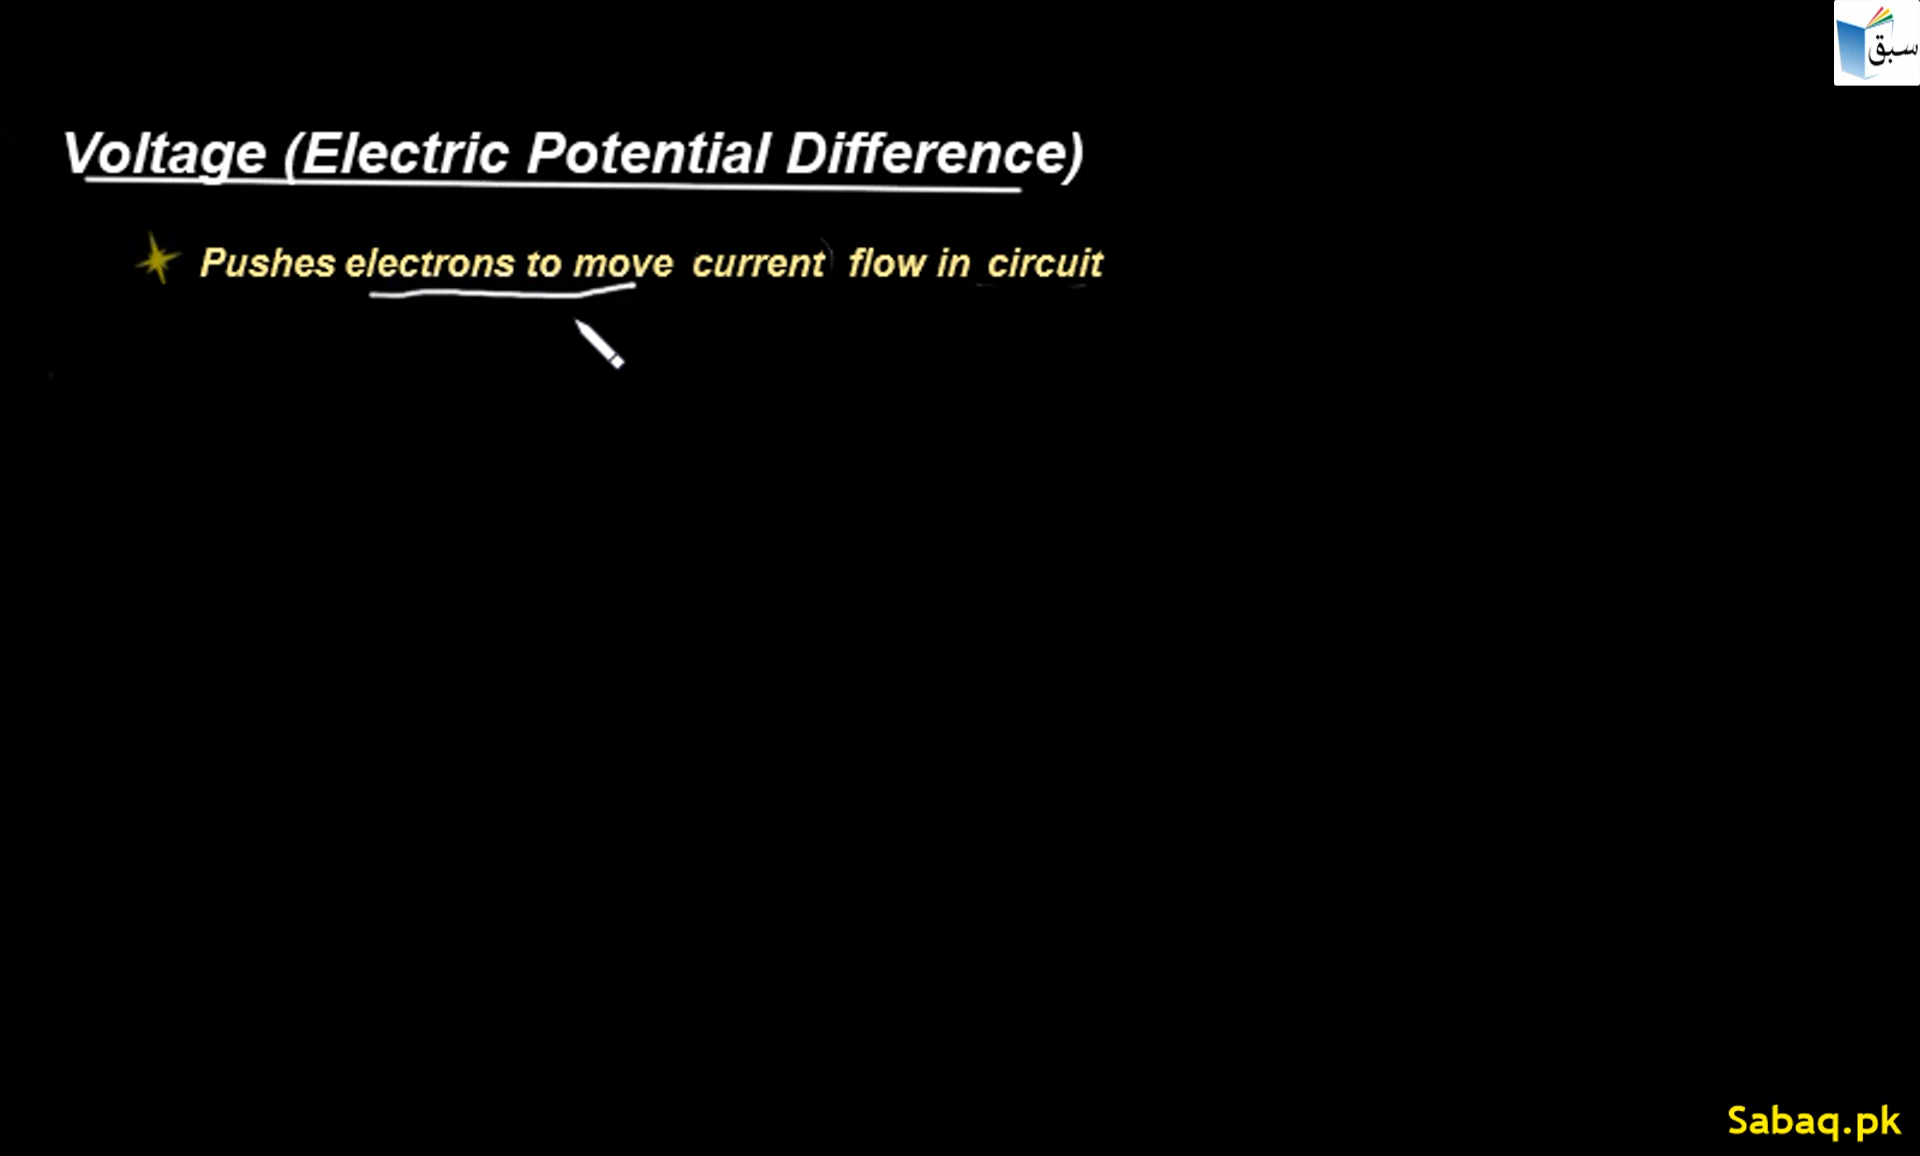 سبق
Voltage (Electric Potential Difference)
Pushes electrons to move current flow in circuit
Sabaq.pk